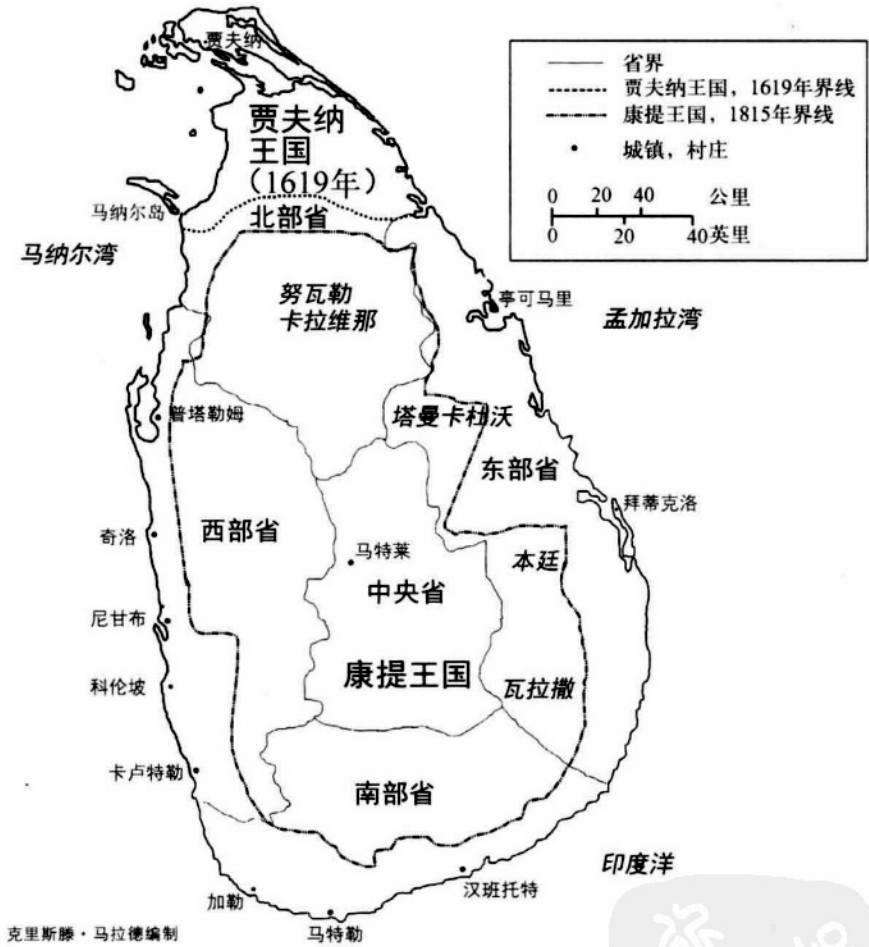 贾夫纳
省界
贾夫纳王国，1619年界线
康提王国，1815年界线
城镇，村庄
0 20 40 公里
0 20 40英里
贾夫纳
王国
（1619年）
北部省
马纳尔岛
马纳尔湾
努瓦勒
卡拉维那
亭可马里
孟加拉湾
普塔勒姆
塔曼卡杜沃
东部省
拜蒂克洛
奇洛
西部省
马特莱
本廷
中央省
尼甘布
康提王国
瓦拉撒
科伦坡
卡卢特勒
南部省
印度洋
汉班托特
加勒
马特勒
克里斯滕·马拉德编制